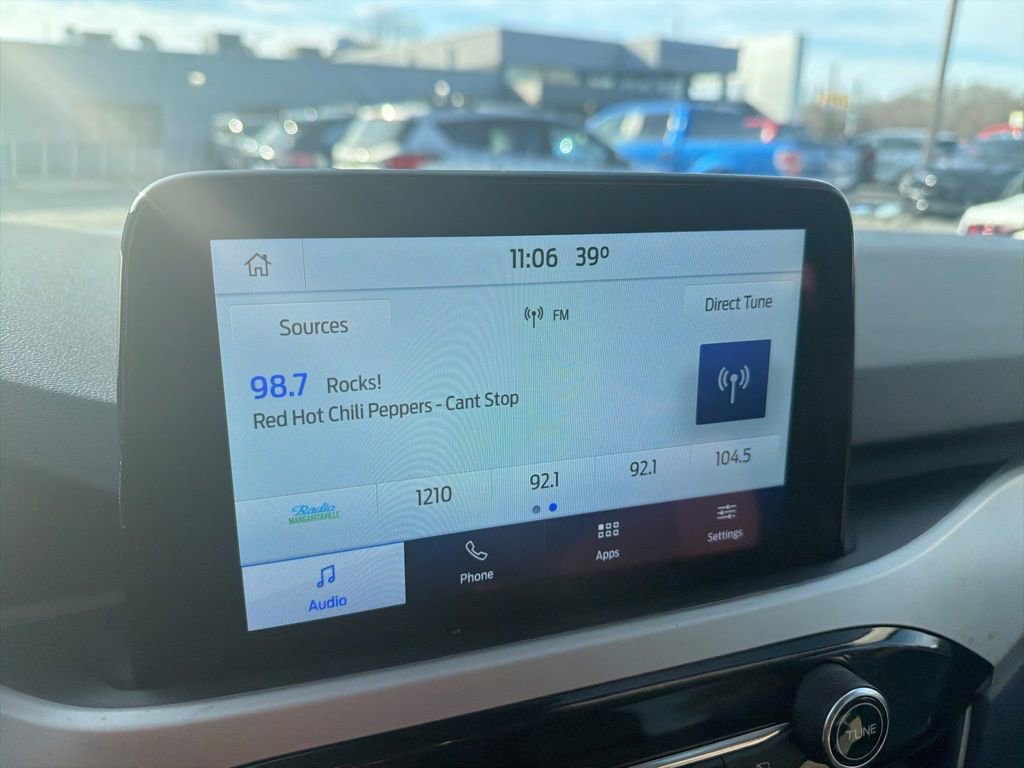 11:06 39°
Sources
FM
Direct Tune
98.7 Rocks!
Red Hot Chili Peppers - Cant Stop
Radio
MARGARITAVILLE
1210
92.1
92.1
104.5
Audio
Phone
Apps
Settings
TUNE